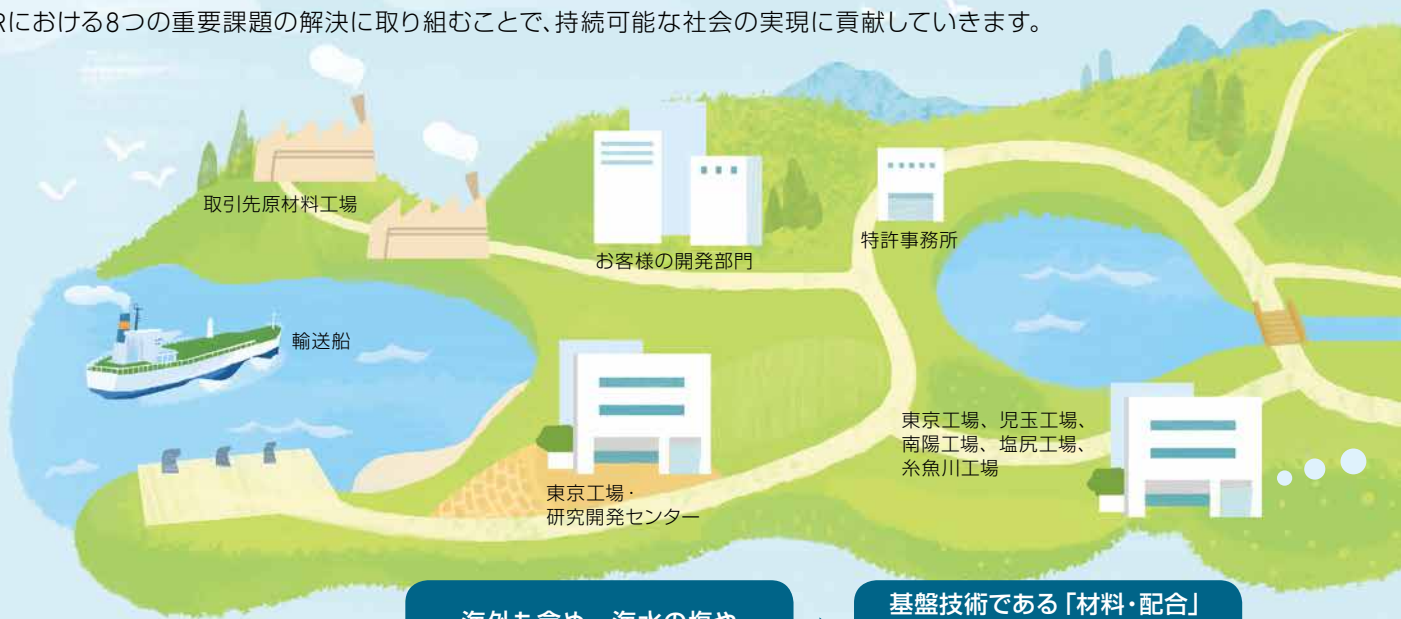 における8つの重要課題の解決に取り組むことで、持続可能な社会の実現に貢献していきます。
取引先原材料工場
お客様の開発部門
特許事務所
輸送船
東京工場、児玉工場、
南陽工場、塩尻工場、
糸魚川工場
東京工場・
研究開発センター
基盤技術である「材料・配合」